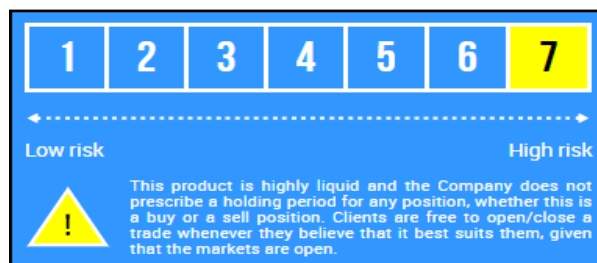 1 2 3 4 5 6 7
Low risk High risk
This product is highly liquid and the Company does not
prescribe a holding period for any position, whether this is
a buy or a sell position. Clients are free to open/close a
trade whenever they believe that it best suits them, given
that the markets are open.
!